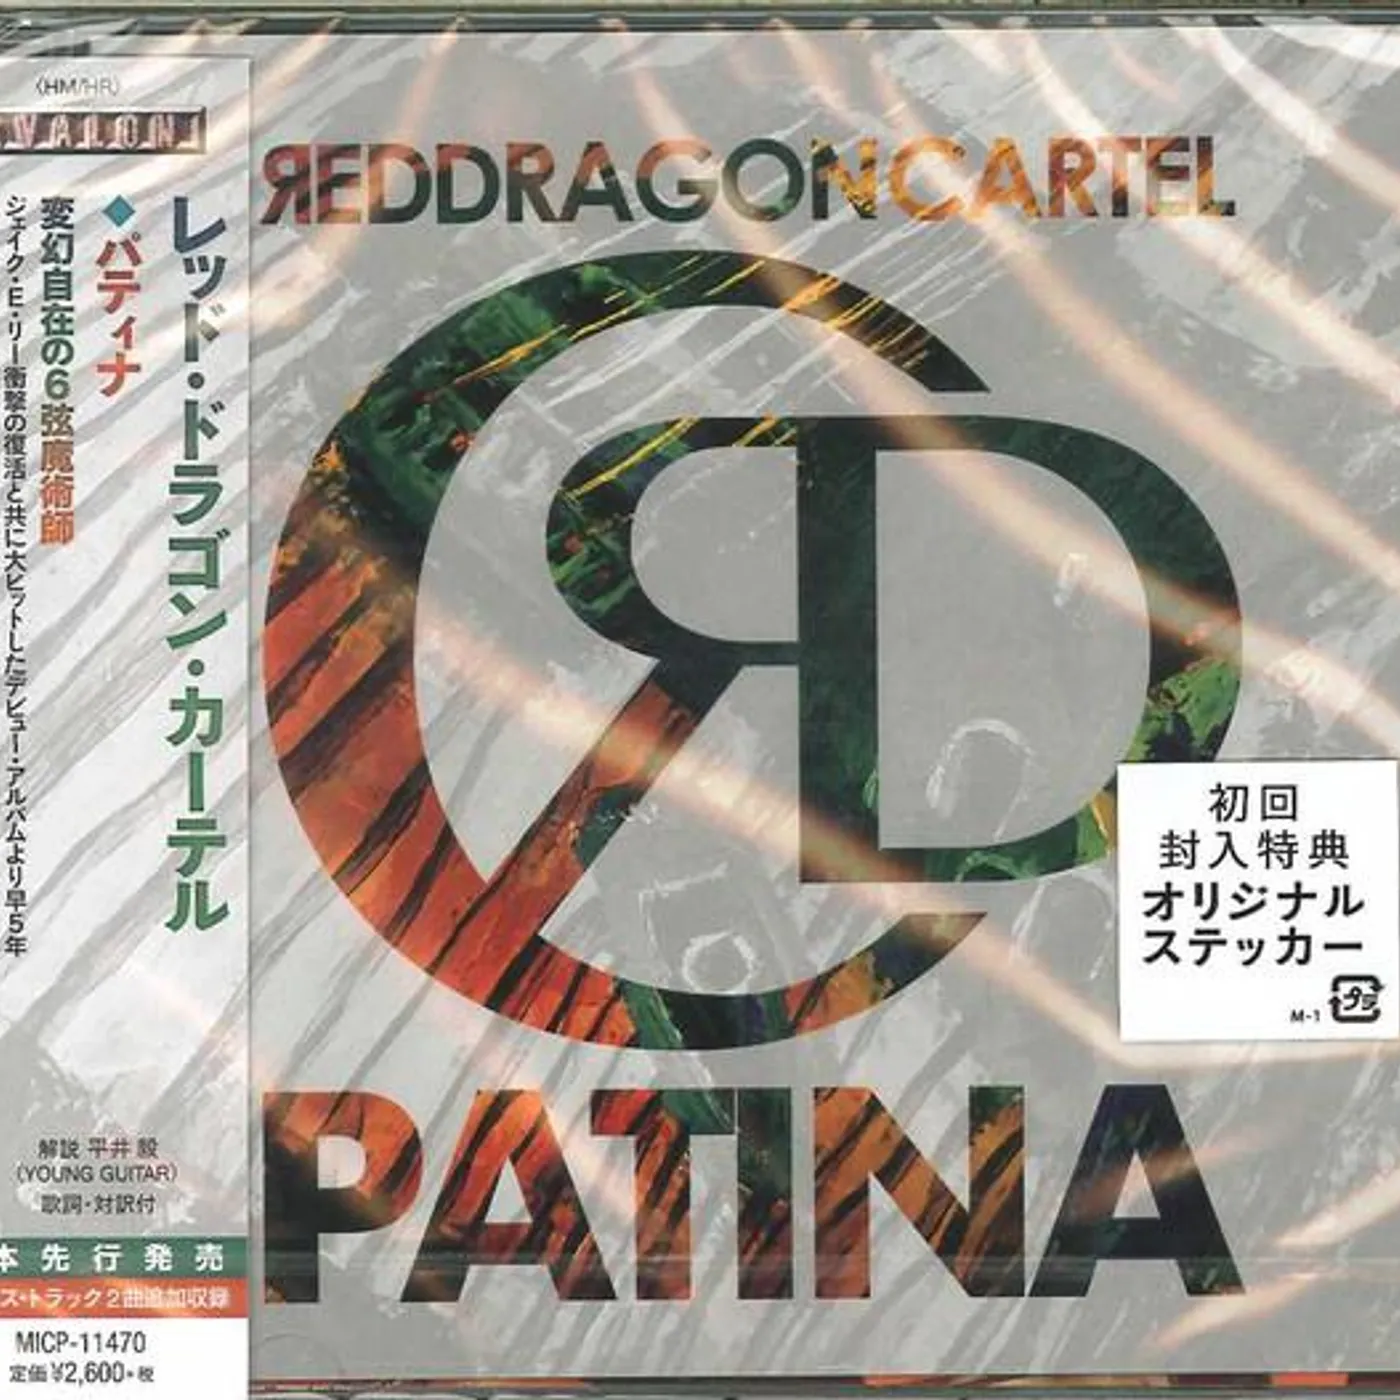 〈HM/HR〉
AVALON
レッド・ドラゴン・カーテル
◆パティナ
変幻自在の6弦魔術師
ジェイク・E・リー衝撃の復活と共に大ヒットしたデビュー・アルバムより早5年
解説 平井 毅
(YOUNG GUITAR)
歌詞・対訳付
本先行発売
ス・トラック2曲追加収録
MICP-11470
定価¥2,600+税
REDDRAGONCARTEL
CRD
PATINA
初回
封入特典
オリジナル
ステッカー
M-1 プラ